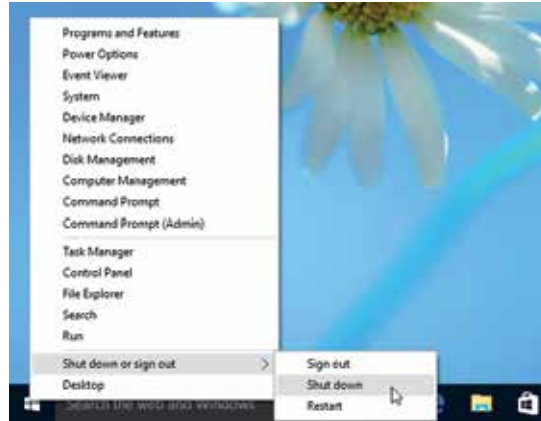 Programs and Features
Power Options
Event Viewer
System
Device Manager
Network Connections
Disk Management
Computer Management
Command Prompt
Command Prompt (Admin)
Task Manager
Control Panel
File Explorer
Search
Run
Shut down or sign out
Desktop
Sign out
Shut down
Restart
Search the web and Windows